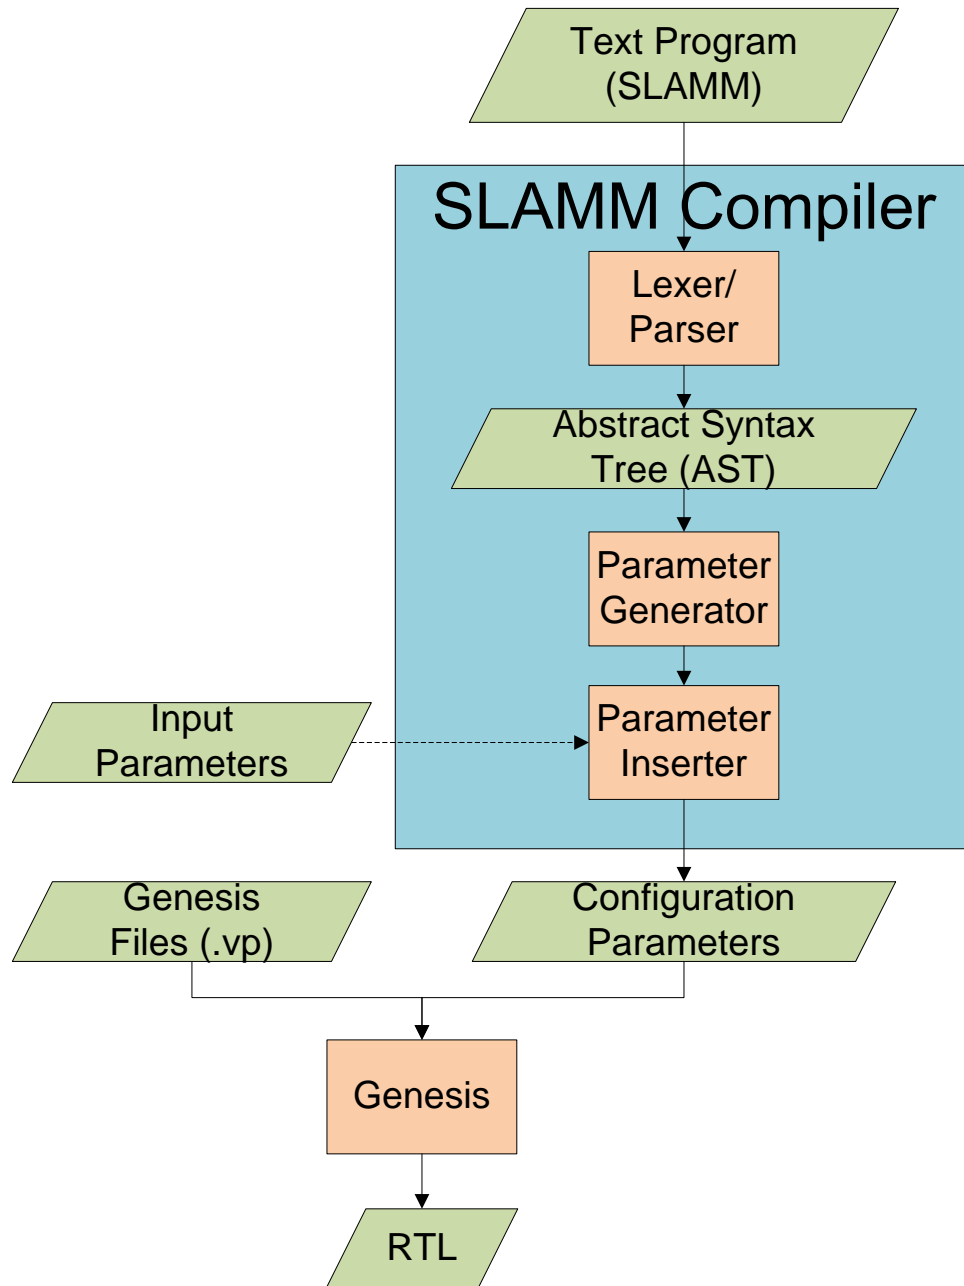 Text Program
(SLAMM)
SLAMM Compiler
Lexer/
Parser
Abstract Syntax
Tree (AST)
Parameter
Generator
Input
Parameters
Parameter
Inserter
Genesis
Files (.vp)
Configuration
Parameters
Genesis
RTL